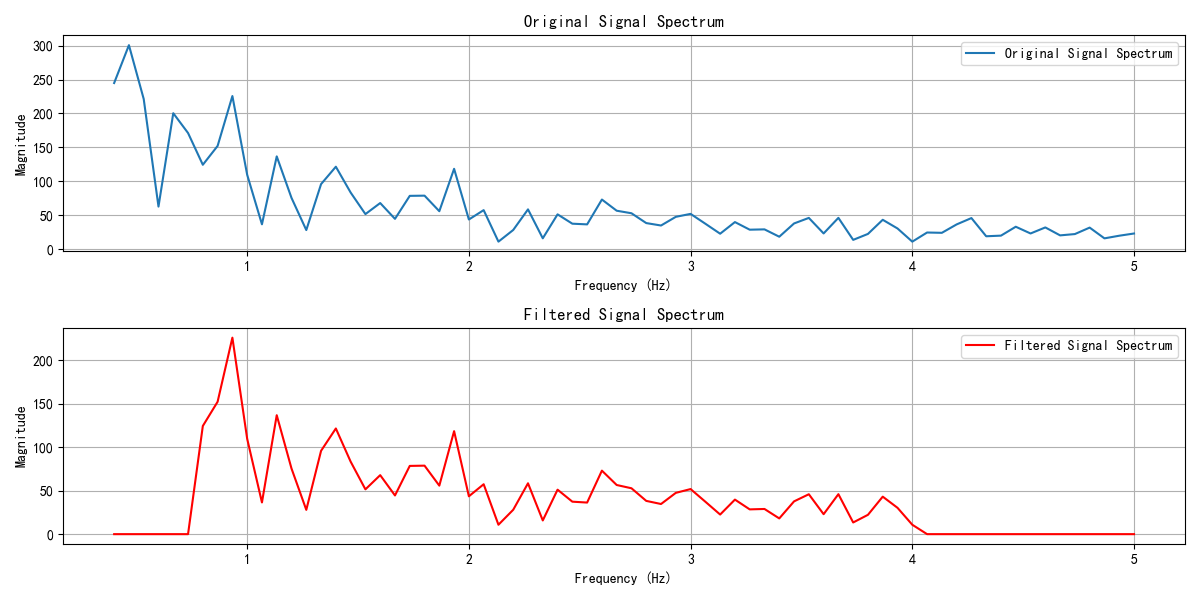 Original Signal Spectrum
300
250
200
150
100
50
0
Magnitude
Original Signal Spectrum
1 2 3 4 5
Frequency (Hz)
Filtered Signal Spectrum
200
150
100
50
0
Magnitude
Filtered Signal Spectrum
1 2 3 4 5
Frequency (Hz)